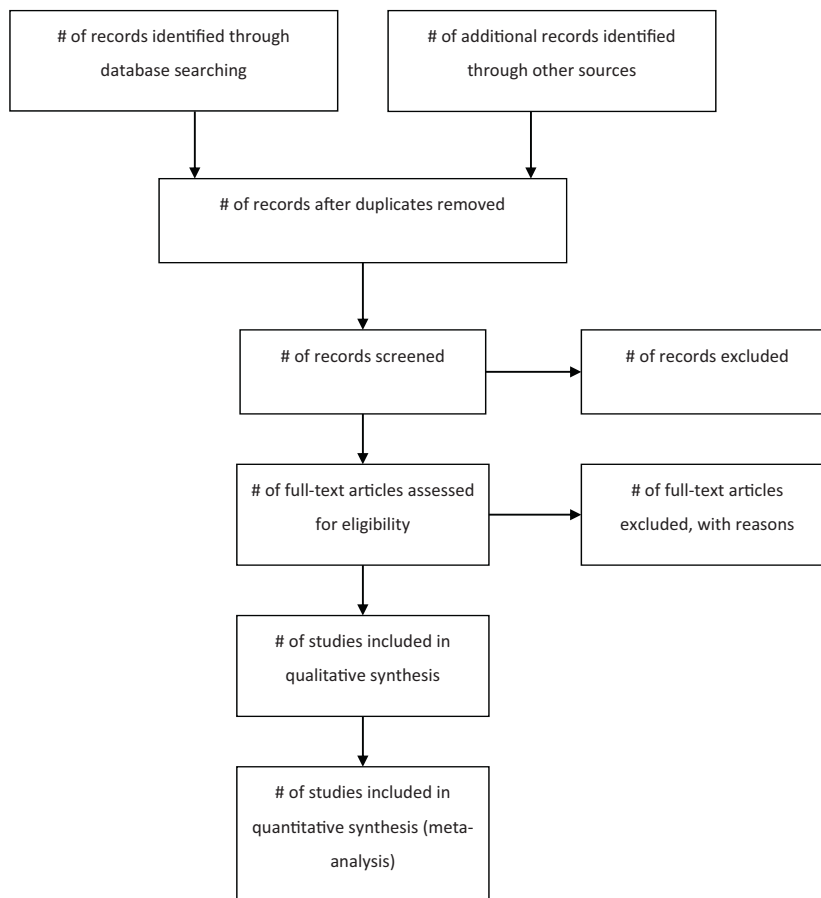 # of records identified through
database searching
# of additional records identified
through other sources
# of records after duplicates removed
# of records screened
# of records excluded
# of full-text articles assessed
for eligibility
# of full-text articles
excluded, with reasons
# of studies included in
qualitative synthesis
# of studies included in
quantitative synthesis (meta-
analysis)